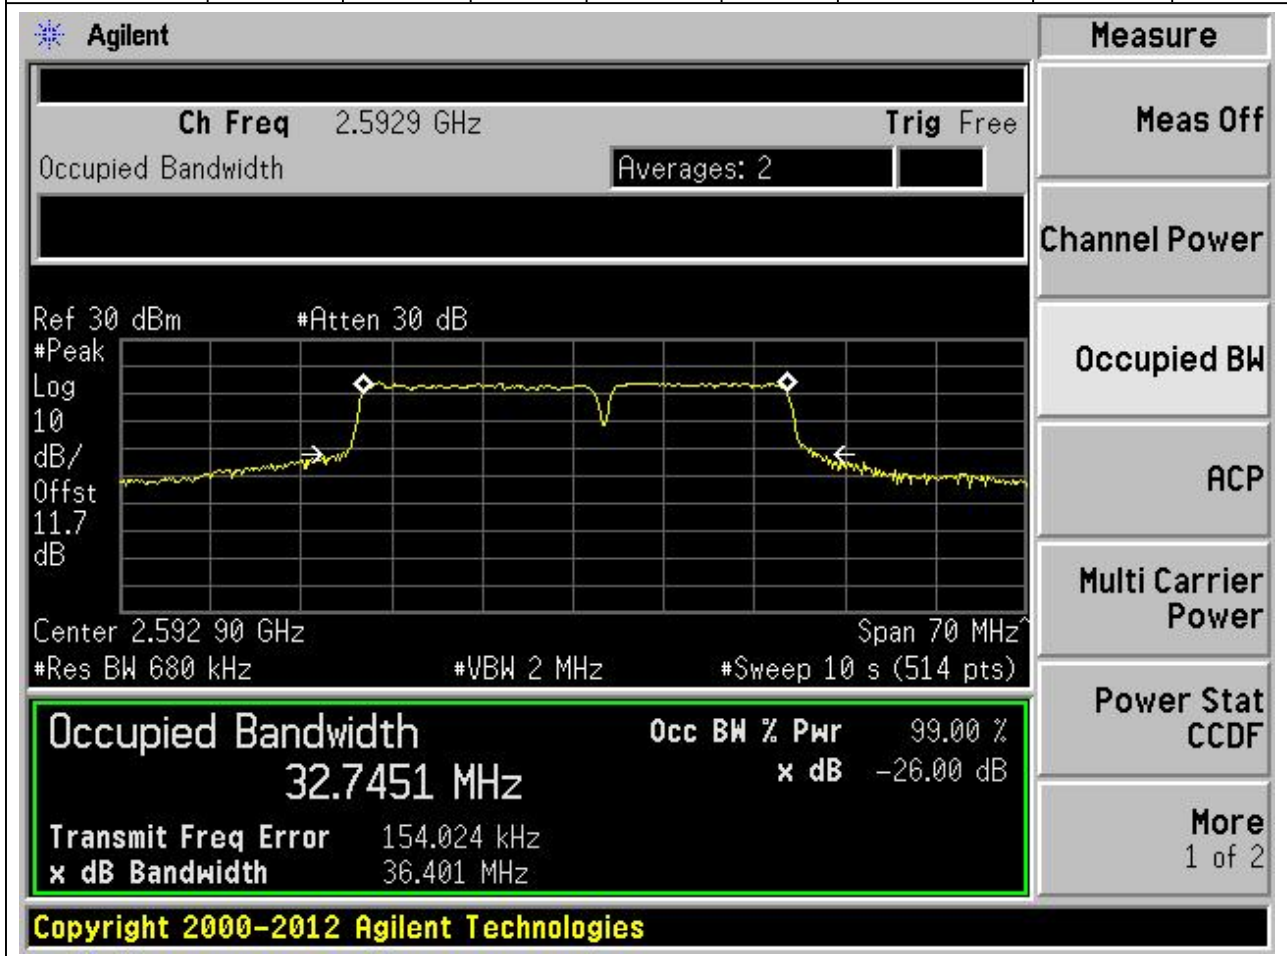 Agilent
Measure
Ch Freq 2.5929 GHz Trig Free
Occupied Bandwidth Averages: 2
Meas Off
Channel Power
Occupied BW
ACP
Multi Carrier
Power
Power Stat
CCDF
More
1 of 2
Ref 30 dBm #Atten 30 dB
#Peak
Log
10
dB/
Offst
11.7
dB
Center 2.592 90 GHz Span 70 MHz^
#Res BW 680 kHz #VBW 2 MHz #Sweep 10 s (514 pts)
Occupied Bandwidth Occ BW % Pwr 99.00 %
32.7451 MHz x dB -26.00 dB
Transmit Freq Error 154.024 kHz
x dB Bandwidth 36.401 MHz
Copyright 2000-2012 Agilent Technologies